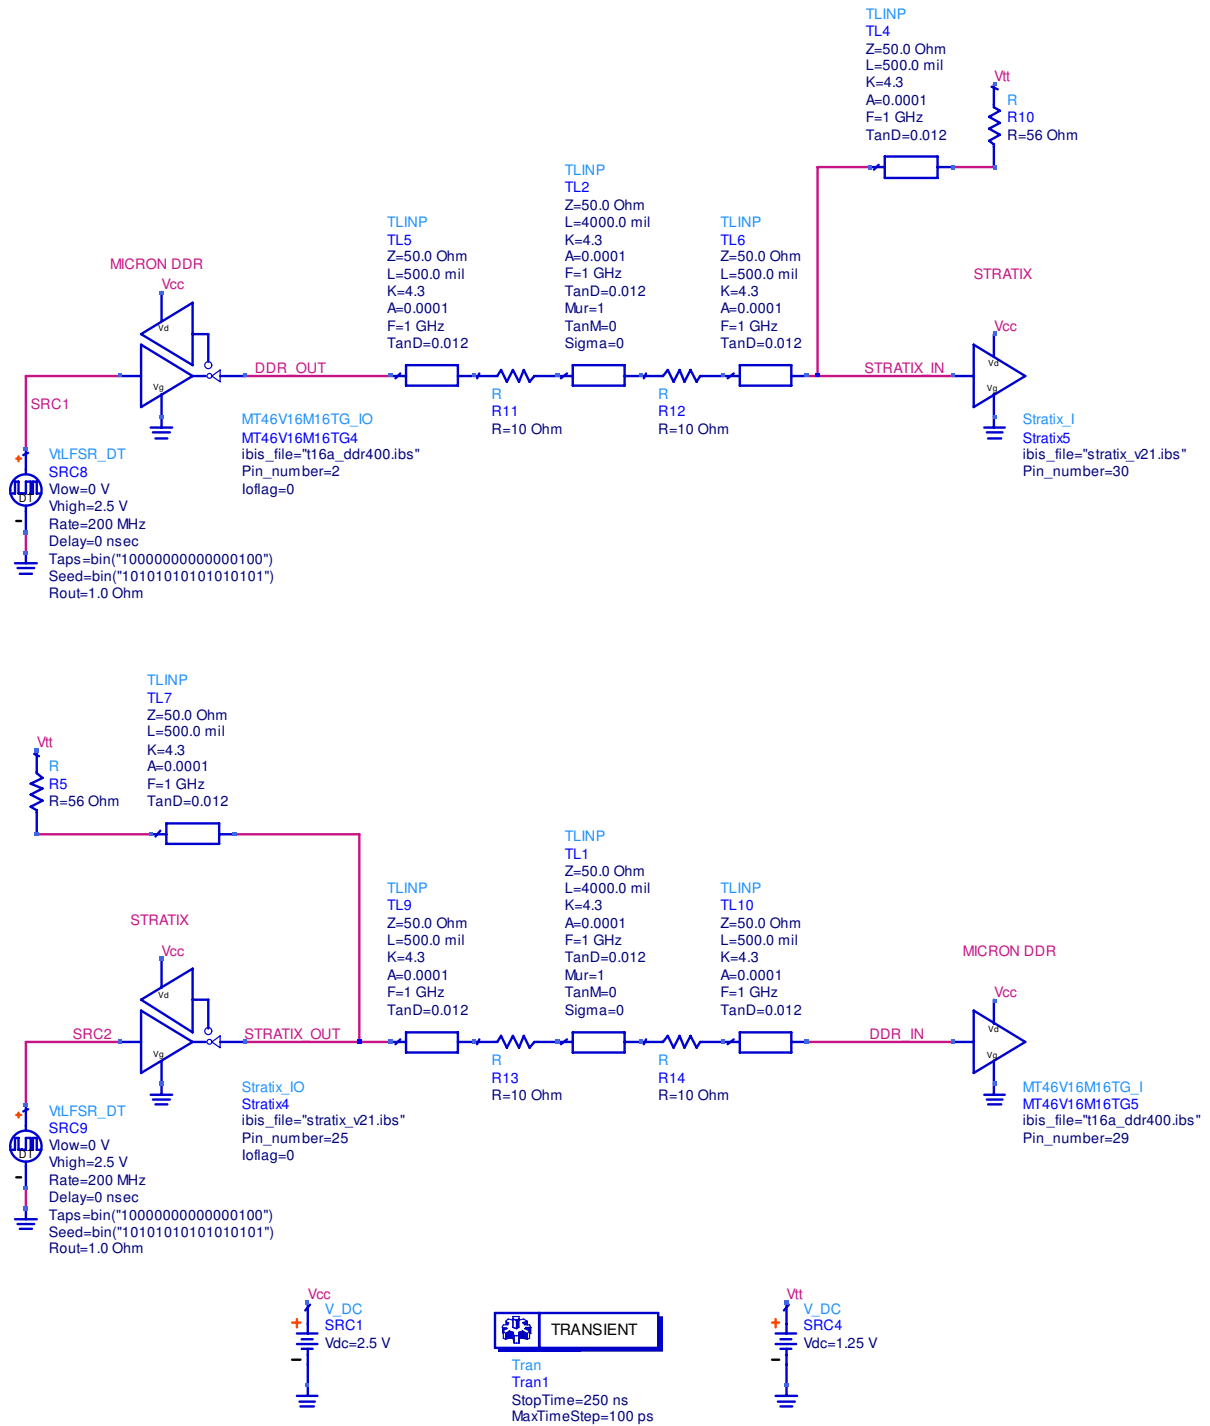 TLINP
TL4
Z=50.0 Ohm
L=500.0 mil
K=4.3
A=0.0001
F=1 GHz
TanD=0.012
Vtt
R
R10
R=56 Ohm
TLINP
TL2
Z=50.0 Ohm
L=4000.0 mil
K=4.3
A=0.0001
F=1 GHz
TanD=0.012
Mur=1
TanM=0
Sigma=0
TLINP
TL5
Z=50.0 Ohm
L=500.0 mil
K=4.3
A=0.0001
F=1 GHz
TanD=0.012
TLINP
TL6
Z=50.0 Ohm
L=500.0 mil
K=4.3
A=0.0001
F=1 GHz
TanD=0.012
MICRON DDR
Vcc
Vd
Vg
DDR_OUT
SRC1
STRATIX
Vcc
Vd
Vg
STRATIX_IN
R
R11
R=10 Ohm
R
R12
R=10 Ohm
MT46V16M16TG_IO
MT46V16M16TG4
ibis_file="t16a_ddr400.ibs"
Pin_number=2
Ioflag=0
Stratix_I
Stratix5
ibis_file="stratix_v21.ibs"
Pin_number=30
DT
VtLFSR_DT
SRC8
Vlow=0 V
Vhigh=2.5 V
Rate=200 MHz
Delay=0 nsec
Taps=bin("10000000000000100")
Seed=bin("10101010101010101")
Rout=1.0 Ohm
TLINP
TL7
Z=50.0 Ohm
L=500.0 mil
K=4.3
A=0.0001
F=1 GHz
TanD=0.012
Vtt
R
R5
R=56 Ohm
TLINP
TL1
Z=50.0 Ohm
L=4000.0 mil
K=4.3
A=0.0001
F=1 GHz
TanD=0.012
Mur=1
TanM=0
Sigma=0
TLINP
TL9
Z=50.0 Ohm
L=500.0 mil
K=4.3
A=0.0001
F=1 GHz
TanD=0.012
TLINP
TL10
Z=50.0 Ohm
L=500.0 mil
K=4.3
A=0.0001
F=1 GHz
TanD=0.012
STRATIX
Vcc
Vd
Vg
SRC2
STRATIX_OUT
MICRON DDR
Vcc
Vd
Vg
DDR_IN
R
R13
R=10 Ohm
R
R14
R=10 Ohm
Stratix_IO
Stratix4
ibis_file="stratix_v21.ibs"
Pin_number=25
Ioflag=0
MT46V16M16TG_I
MT46V16M16TG5
ibis_file="t16a_ddr400.ibs"
Pin_number=29
DT
VtLFSR_DT
SRC9
Vlow=0 V
Vhigh=2.5 V
Rate=200 MHz
Delay=0 nsec
Taps=bin("10000000000000100")
Seed=bin("10101010101010101")
Rout=1.0 Ohm
Vcc
V_DC
SRC1
Vdc=2.5 V
TRANSIENT
Tran
Tran1
StopTime=250 ns
MaxTimeStep=100 ps
Vtt
V_DC
SRC4
Vdc=1.25 V